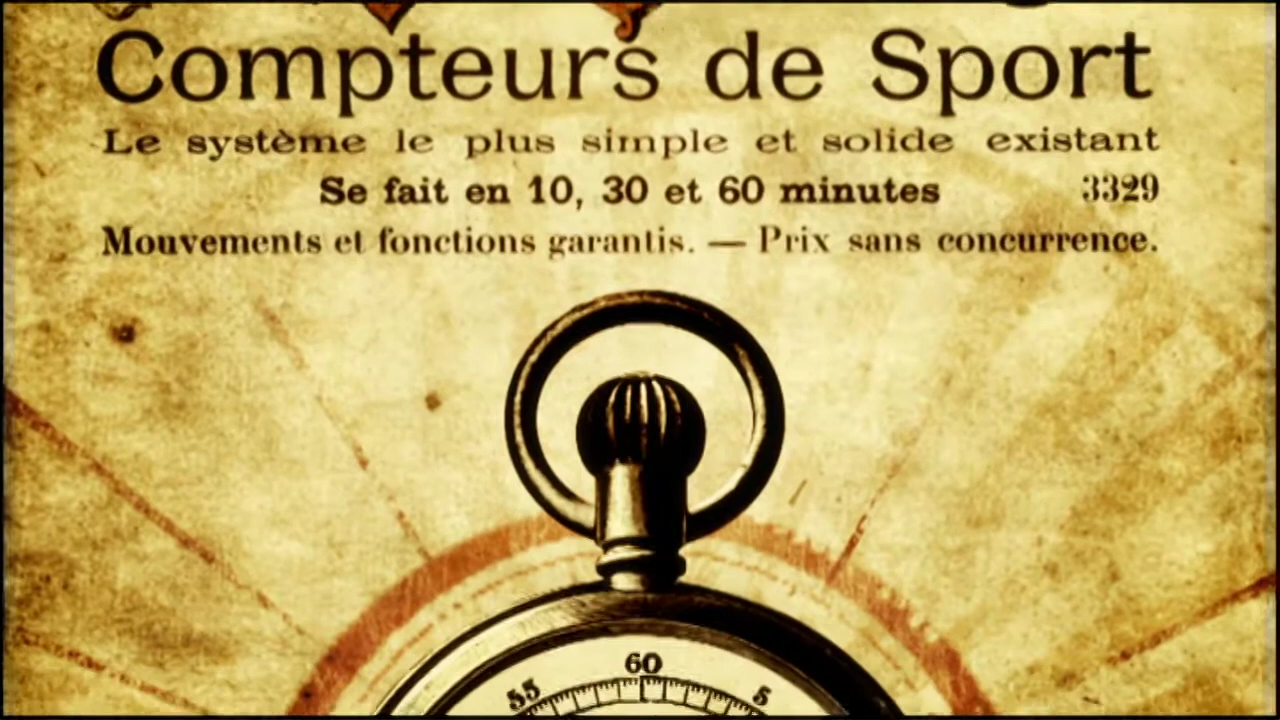 Compteurs de Sport
Le système le plus simple et solide existant
Se fait en 10, 30 et 60 minutes 3329
Mouvements et fonctions garantis. — Prix sans concurrence.
60
55 5